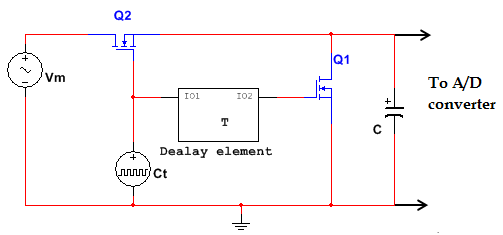 Q2
Vm
Q1
IO1 IO2
T
Dealay element
To A/D
converter
C
Ct